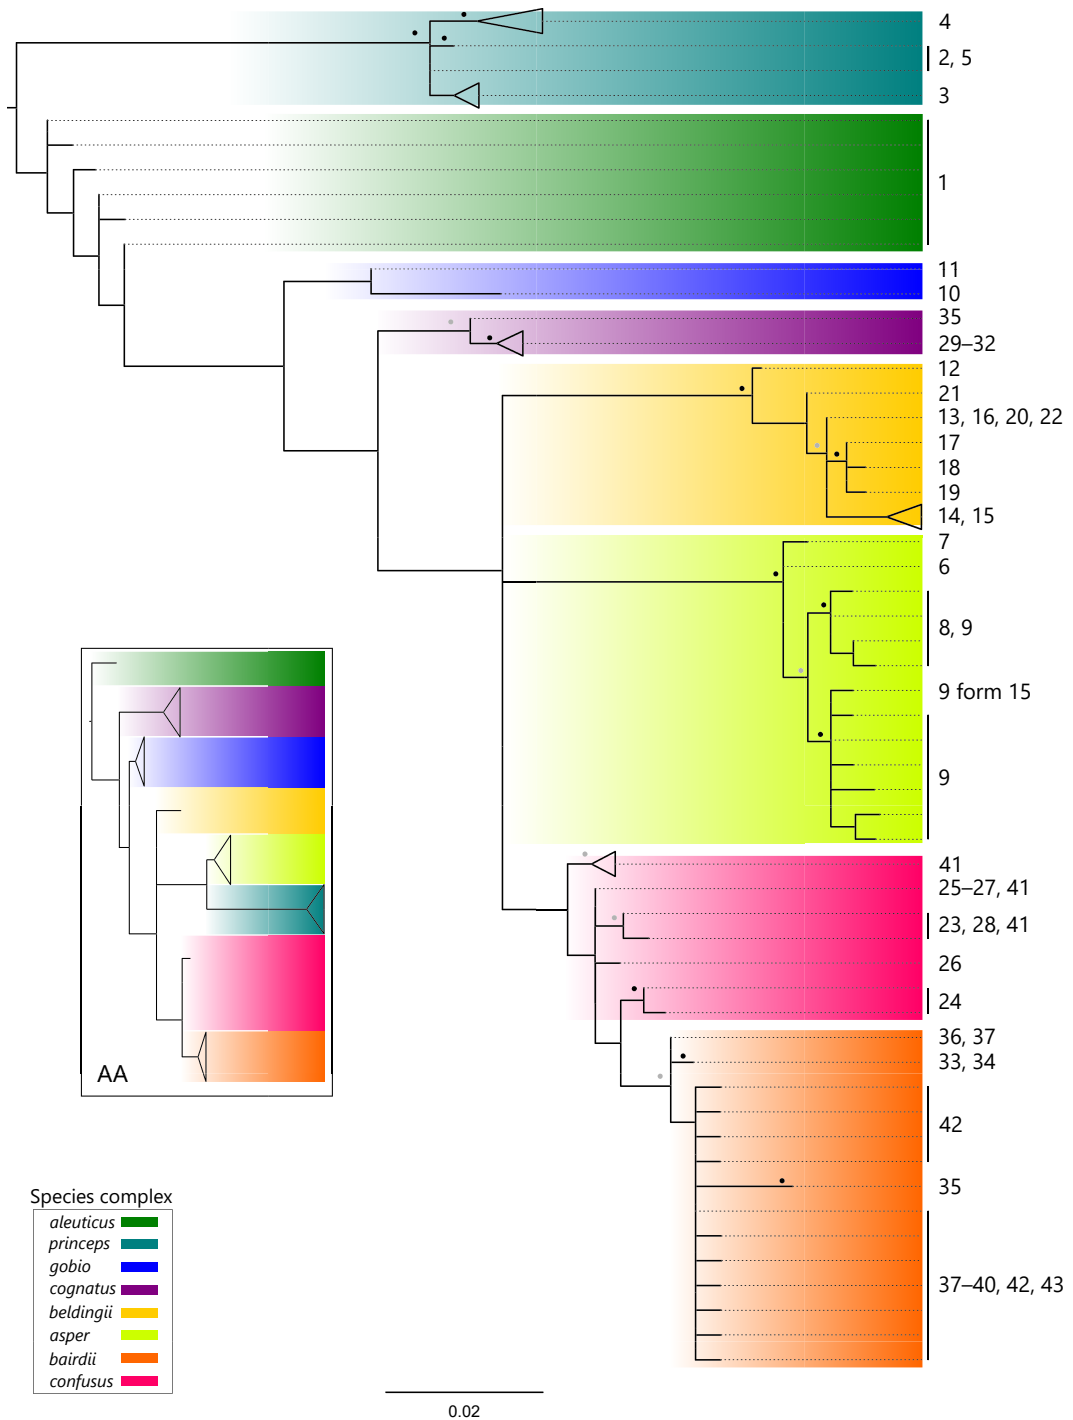 4
2, 5
3
1
11
10
35
29–32
12
21
13, 16, 20, 22
17
18
19
14, 15
7
6
8, 9
9 form 15
9
41
25–27, 41
23, 28, 41
26
24
36, 37
33, 34
42
35
37–40, 42, 43
AA
Species complex
aleuticus
princeps
gobio
cognatus
beldingii
asper
bairdii
confusus
0.02